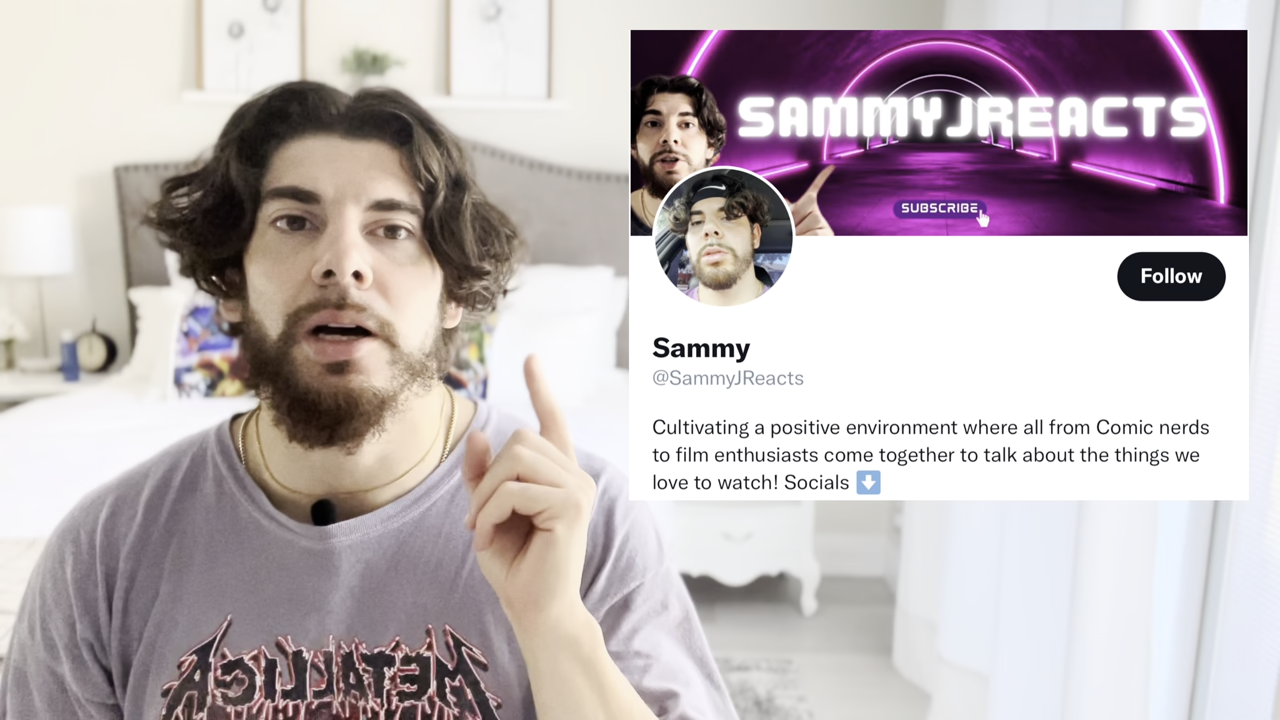 SAMMYJREACTS
SUBSCRIBE
Follow
Sammy
@SammyJReacts
Cultivating a positive environment where all from Comic nerds
to film enthusiasts come together to talk about the things we
love to watch! Socials ⬇️
METALLICA